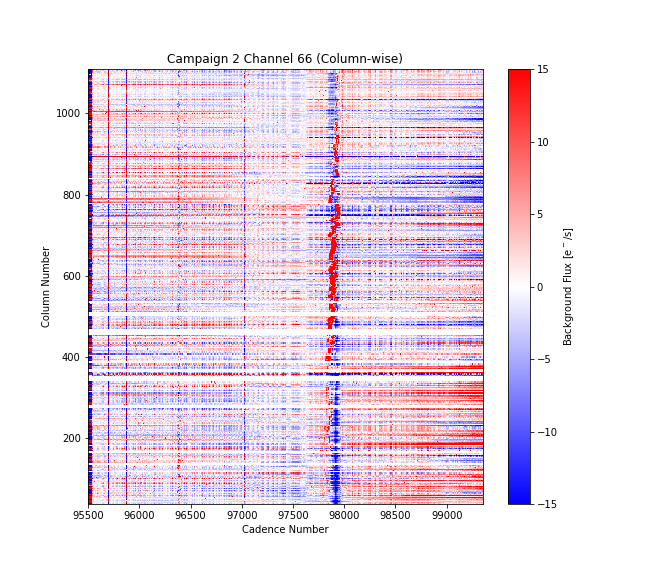 Campaign 2 Channel 66 (Column-wise)
1000
800
600
400
200
Column Number
95500 96000 96500 97000 97500 98000 98500 99000
Cadence Number
15
10
5
0
−5
−10
−15
Background Flux [e⁻/s]